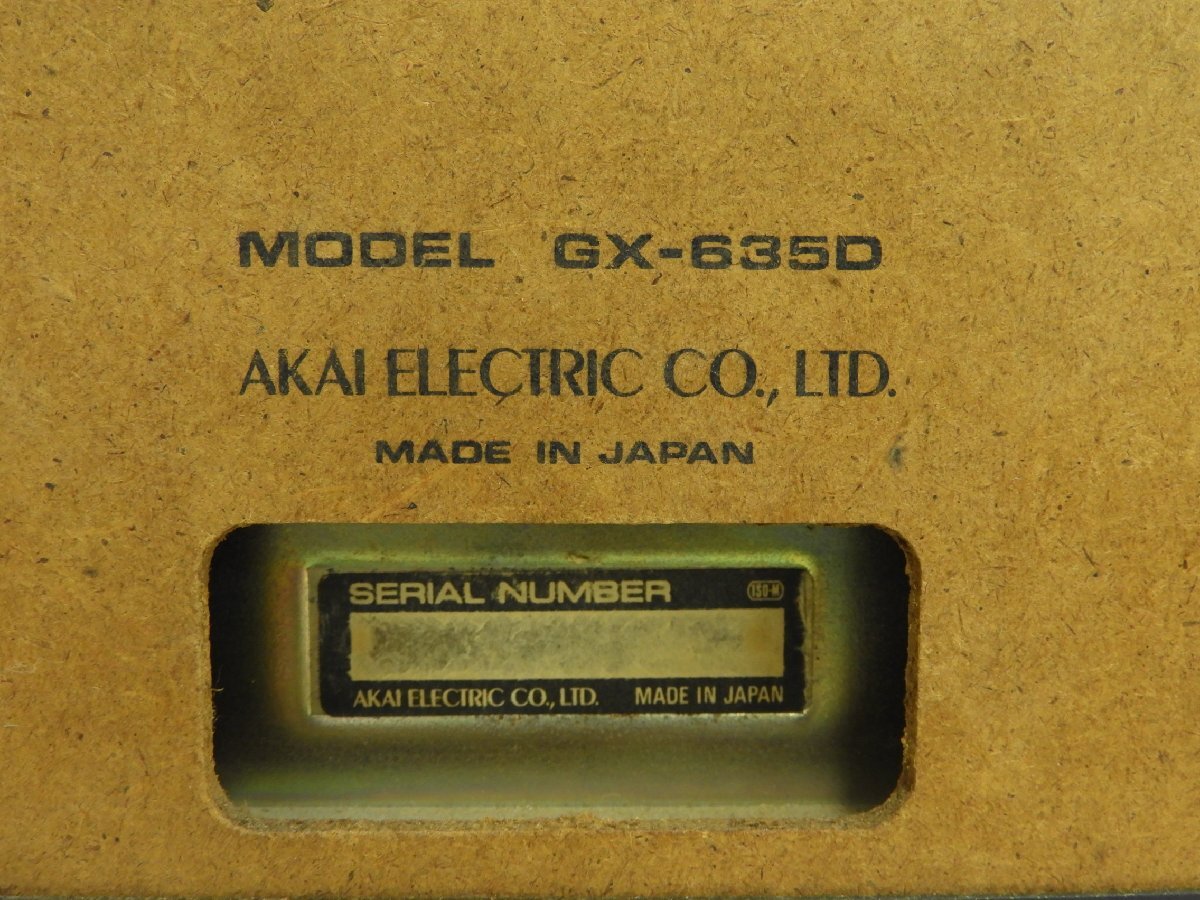 MODEL GX-635D
AKAI ELECTRIC CO., LTD.
MADE IN JAPAN
SERIAL NUMBER ISO-M
AKAI ELECTRIC CO., LTD. MADE IN JAPAN